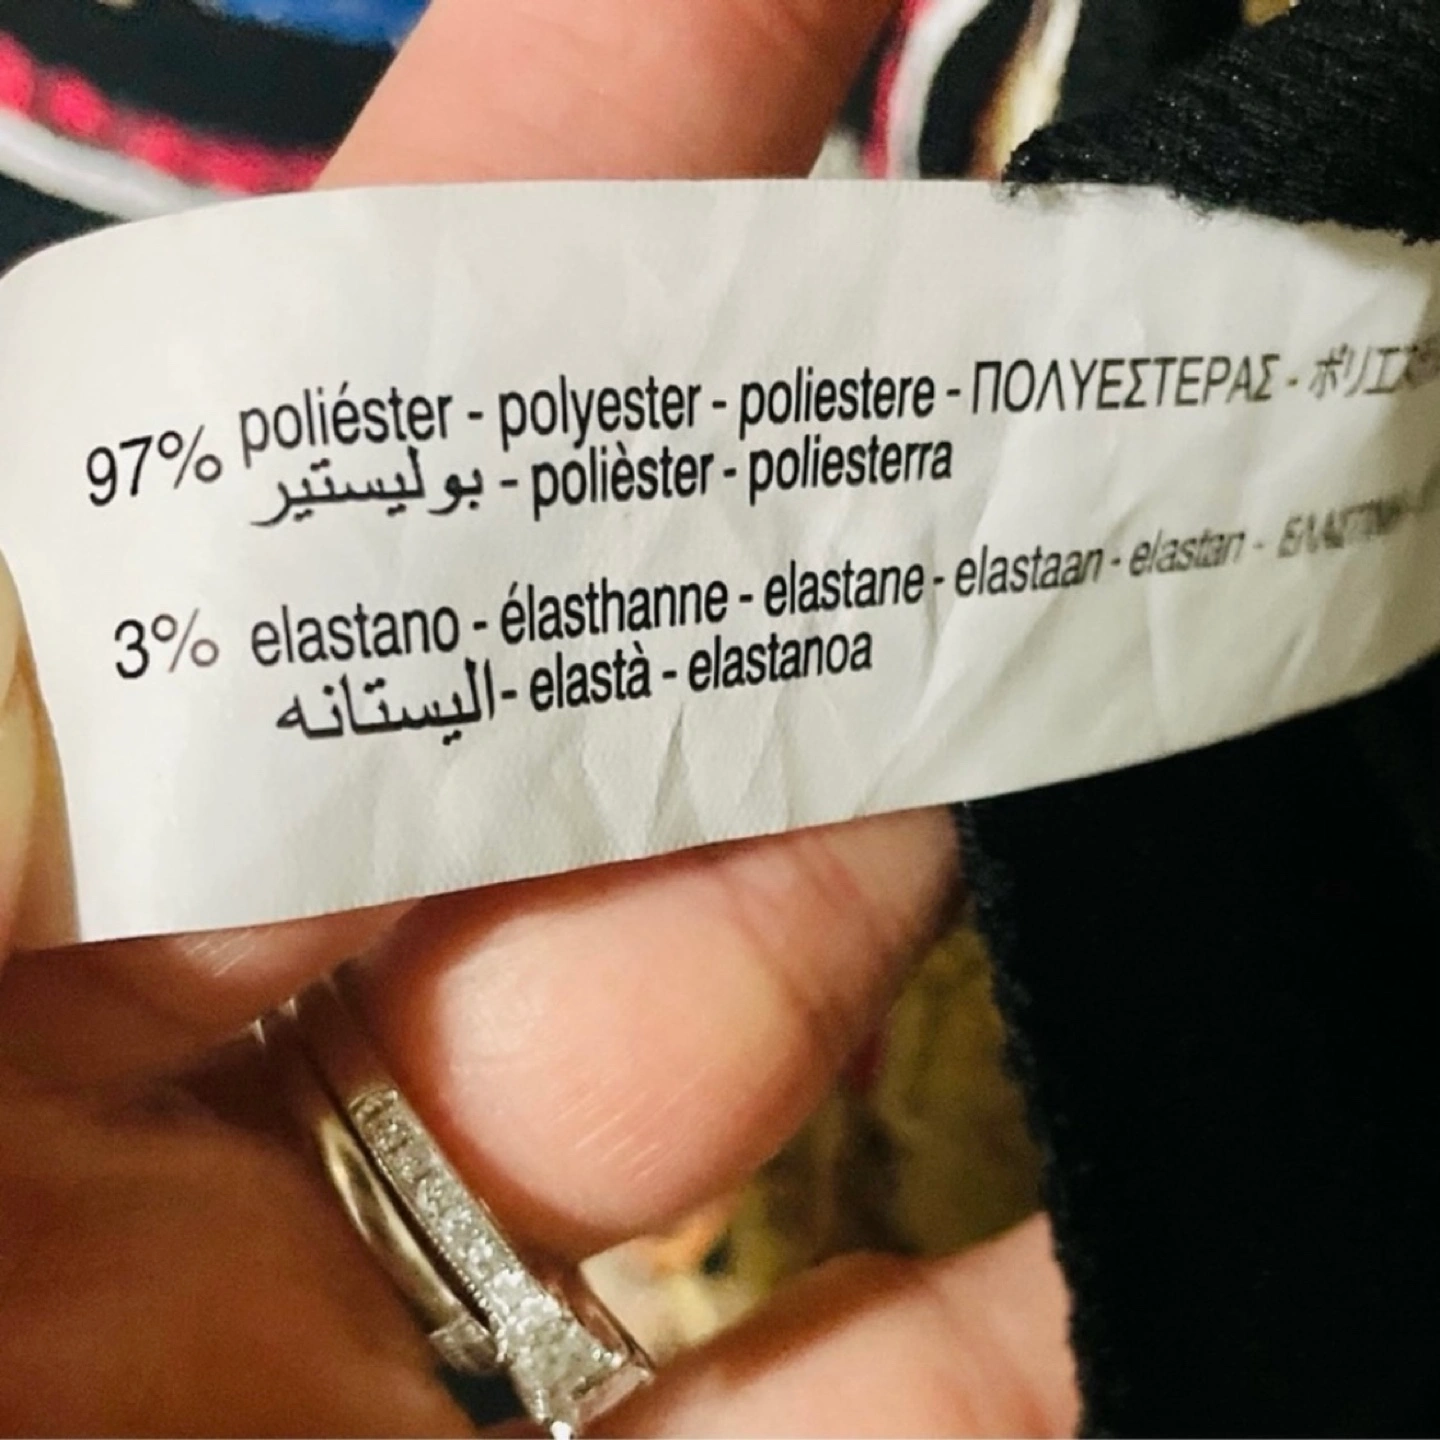 97% poliéster - polyester - poliestere - ΠΟΛΥΕΣΤΕΡΑΣ -
بوليستير - polièster - poliesterra
3% elastano - élasthanne - elastane - elastaan - elastan -
اليستانه - elastà - elastanoa